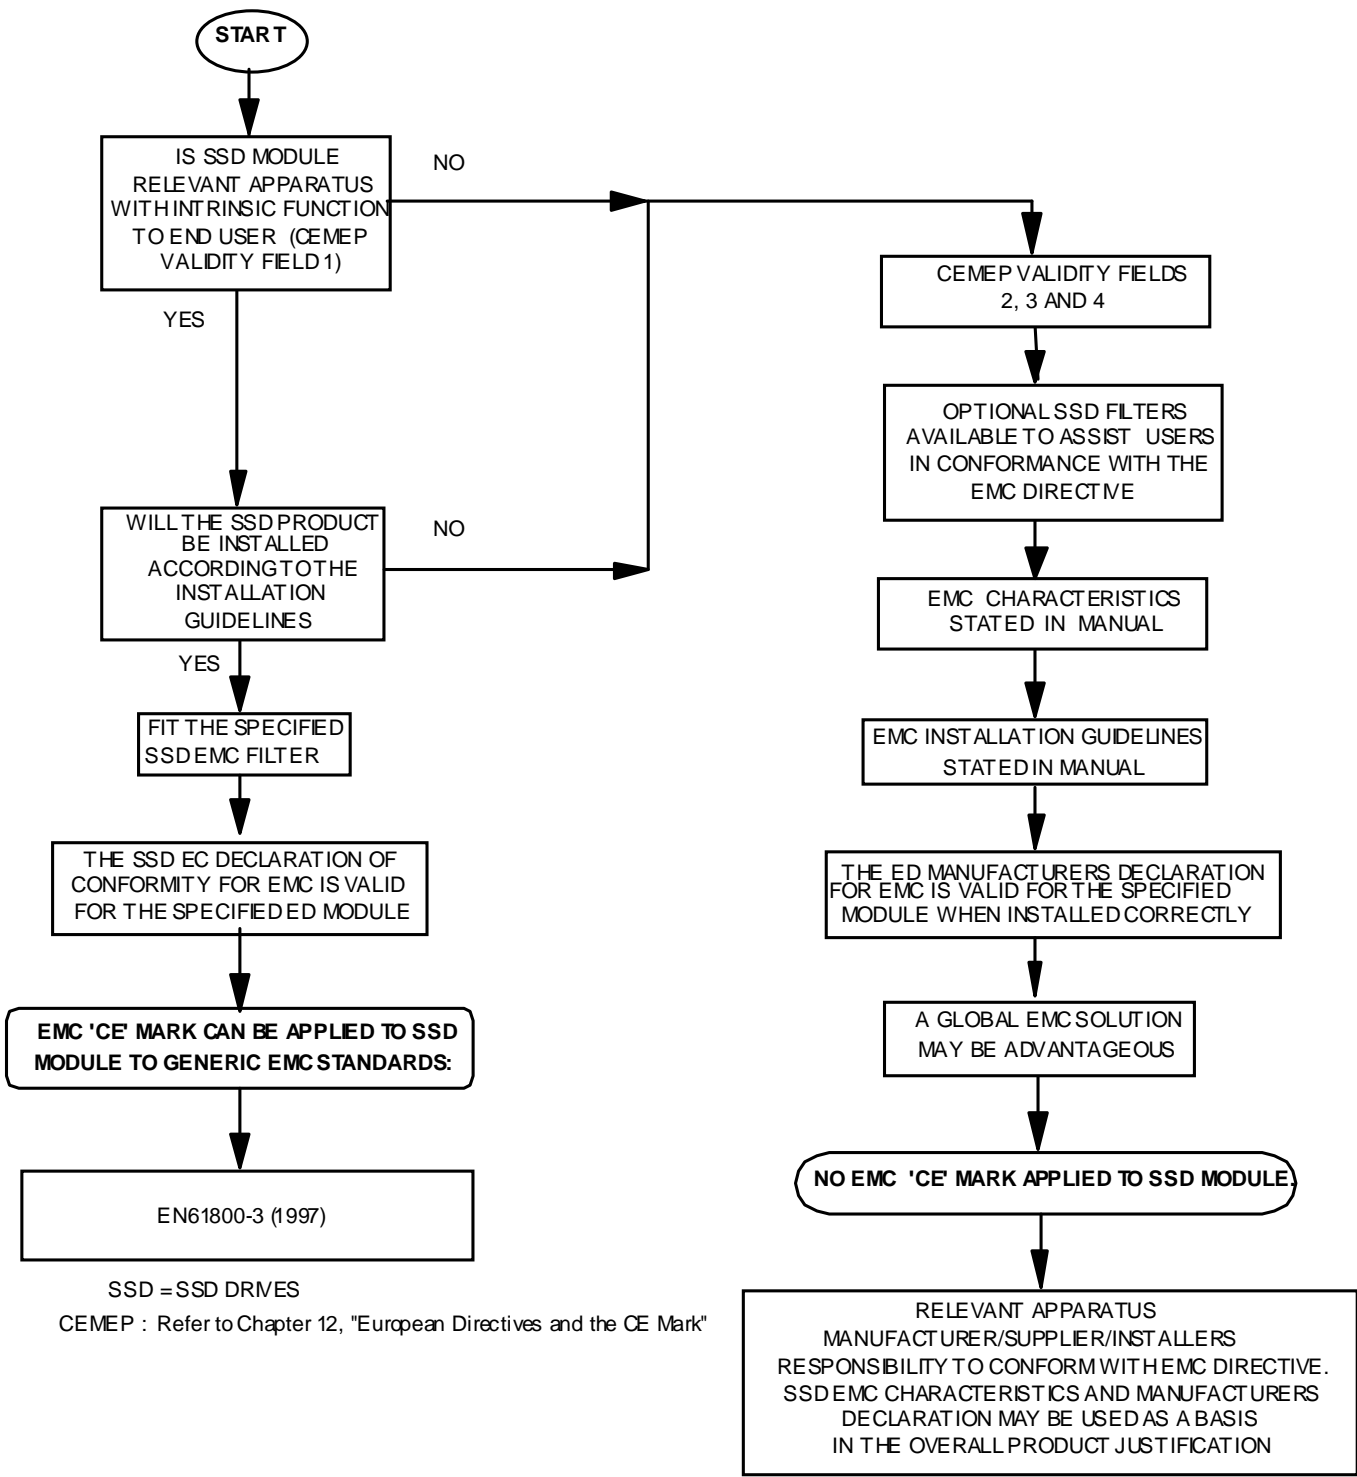 START
IS SSD MODULE
RELEVANT APPARATUS
WITH INTRINSIC FUNCTION
TO END USER (CEMEP
VALIDITY FIELD 1)
NO
YES
WILL THE SSD PRODUCT
BE INSTALLED
ACCORDING TO THE
INSTALLATION
GUIDELINES
NO
YES
FIT THE SPECIFIED
SSD EMC FILTER
THE SSD EC DECLARATION OF
CONFORMITY FOR EMC IS VALID
FOR THE SPECIFIED ED MODULE
EMC 'CE' MARK CAN BE APPLIED TO SSD
MODULE TO GENERIC EMC STANDARDS:
EN61800-3 (1997)
SSD = SSD DRIVES
CEMEP : Refer to Chapter 12, "European Directives and the CE Mark"
CEMEP VALIDITY FIELDS
2, 3 AND 4
OPTIONAL SSD FILTERS
AVAILABLE TO ASSIST USERS
IN CONFORMANCE WITH THE
EMC DIRECTIVE
EMC CHARACTERISTICS
STATED IN MANUAL
EMC INSTALLATION GUIDELINES
STATED IN MANUAL
THE ED MANUFACTURERS DECLARATION
FOR EMC IS VALID FOR THE SPECIFIED
MODULE WHEN INSTALLED CORRECTLY
A GLOBAL EMC SOLUTION
MAY BE ADVANTAGEOUS
NO EMC 'CE' MARK APPLIED TO SSD MODULE.
RELEVANT APPARATUS
MANUFACTURER/SUPPLIER/INSTALLERS
RESPONSIBILITY TO CONFORM WITH EMC DIRECTIVE.
SSD EMC CHARACTERISTICS AND MANUFACTURERS
DECLARATION MAY BE USED AS A BASIS
IN THE OVERALL PRODUCT JUSTIFICATION